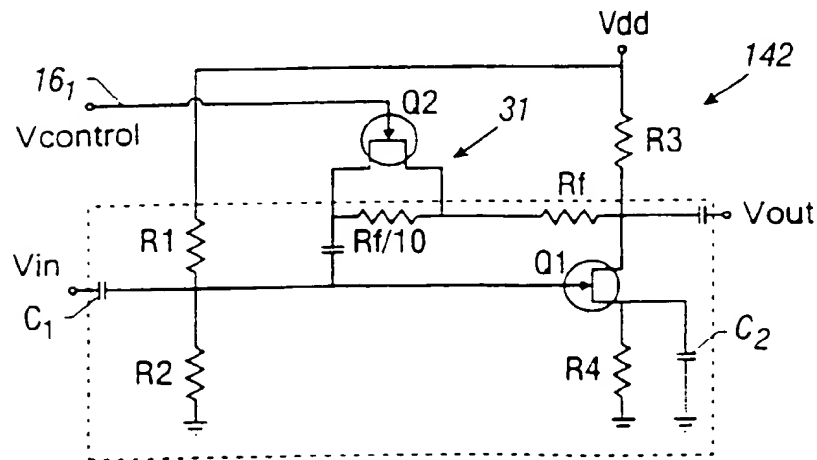 Vdd
142
16₁
Q2
31
Vcontrol
R3
Rf
Vout
R1
Rf/10
Vin
Q1
C₁
C₂
R2
R4